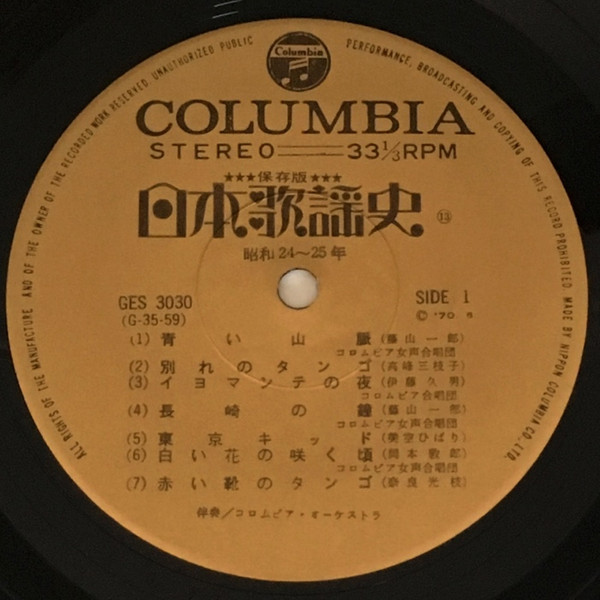 ALL RIGHTS OF THE MANUFACTURE AND OF THE OWNER OF THE RECORDED WORK RESERVED. UNAUTHORIZED PUBLIC PERFORMANCE, BROADCASTING AND COPYING OF THIS RECORD PROHIBITED MADE BY NIPPON COLUMBIA CO., LTD.
Columbia
COLUMBIA
STEREO 33 1/3 RPM
★★★保存版★★★
日本歌謡史 ⑬
昭和24〜25年
GES 3030 SIDE 1
(G-35-59) © '70. 8
(1) 青い山脈 (藤山一郎)
コロムビア女声合唱団
(2) 別れのタンゴ (高峰三枝子)
(3) イヨマンテの夜 (伊藤久男)
コロムビア合唱団
(4) 長崎の鐘 (藤山一郎)
コロムビア女声合唱団
(5) 東京キッド (美空ひばり)
(6) 白い花の咲く頃 (岡本敦郎)
コロムビア女声合唱団
(7) 赤い靴のタンゴ (奈良光枝)
伴奏/コロムビア・オーケストラ